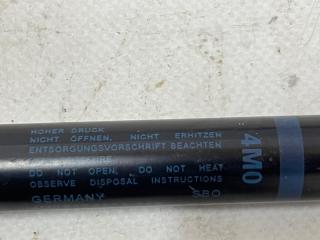 HOHER DRUCK
NICHT ÖFFNEN, NICHT ERHITZEN
ENTSORGUNGSVORSCHRIFT BEACHTEN
DO NOT OPEN, DO NOT HEAT
OBSERVE DISPOSAL INSTRUCTIONS
GERMANY SBO
4M0